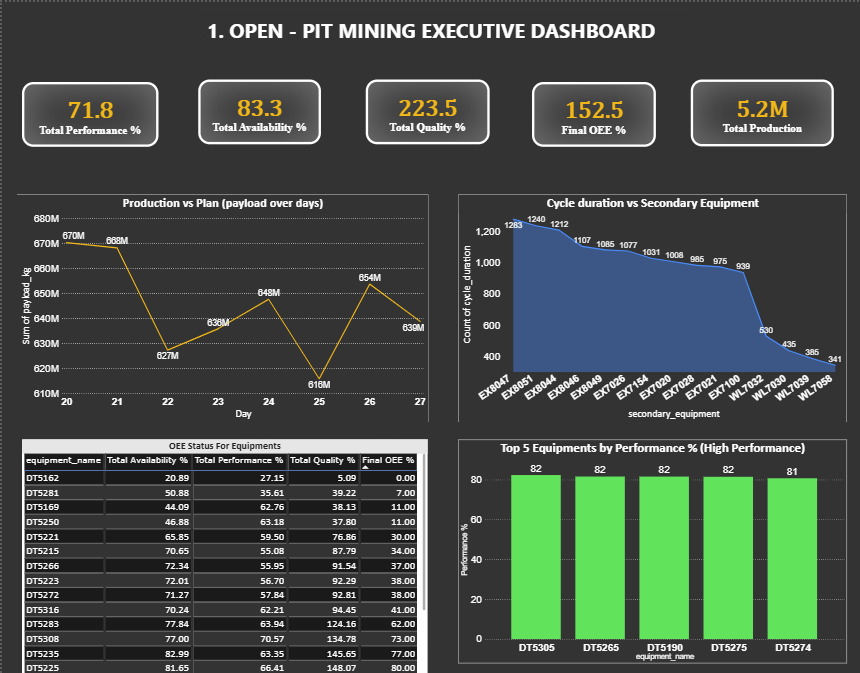 1. OPEN - PIT MINING EXECUTIVE DASHBOARD
71.8
Total Performance %
83.3
Total Availability %
223.5
Total Quality %
152.5
Final OEE %
5.2M
Total Production
Production vs Plan (payload over days)
Sum of payload_kg
680M
670M
660M
650M
640M
630M
620M
610M
670M
668M
627M
636M
648M
616M
654M
639M
20 21 22 23 24 25 26 27
Day
Cycle duration vs Secondary Equipment
Count of cycle_duration
1,200
1,000
800
600
400
1283 1240 1212 1107 1085 1077 1031 1008 985 975 939 530 435 385 341
EX8047 EX8051 EX8044 EX8046 EX8049 EX7026 EX7154 EX7020 EX7028 EX7021 EX7100 WL7032 WL7030 WL7039 WL7058
secondary_equipment
OEE Status For Equipments
equipment_name Total Availability % Total Performance % Total Quality % Final OEE %
DT5162 20.89 27.15 5.09 0.00
DT5281 50.88 35.61 39.22 7.00
DT5169 44.09 62.76 38.13 11.00
DT5250 46.88 63.18 37.80 11.00
DT5221 65.85 59.50 76.86 30.00
DT5215 70.65 55.08 87.79 34.00
DT5266 72.34 55.95 91.54 37.00
DT5223 72.01 56.70 92.29 38.00
DT5272 71.27 57.84 92.81 38.00
DT5316 70.24 62.21 94.45 41.00
DT5283 77.84 63.94 124.16 62.00
DT5308 77.00 70.57 134.78 73.00
DT5235 82.99 63.35 145.65 77.00
DT5225 81.65 66.41 148.07 80.00
Top 5 Equipments by Performance % (High Performance)
Performance %
80
60
40
20
0
82 82 82 82 81
DT5305 DT5265 DT5190 DT5275 DT5274
equipment_name